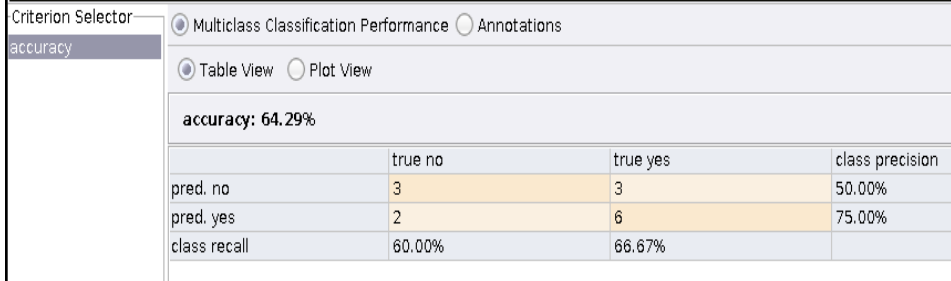 Criterion Selector
accuracy
Multiclass Classification Performance Annotations
Table View Plot View
accuracy: 64.29%
true no true yes class precision
pred. no 3 3 50.00%
pred. yes 2 6 75.00%
class recall 60.00% 66.67%